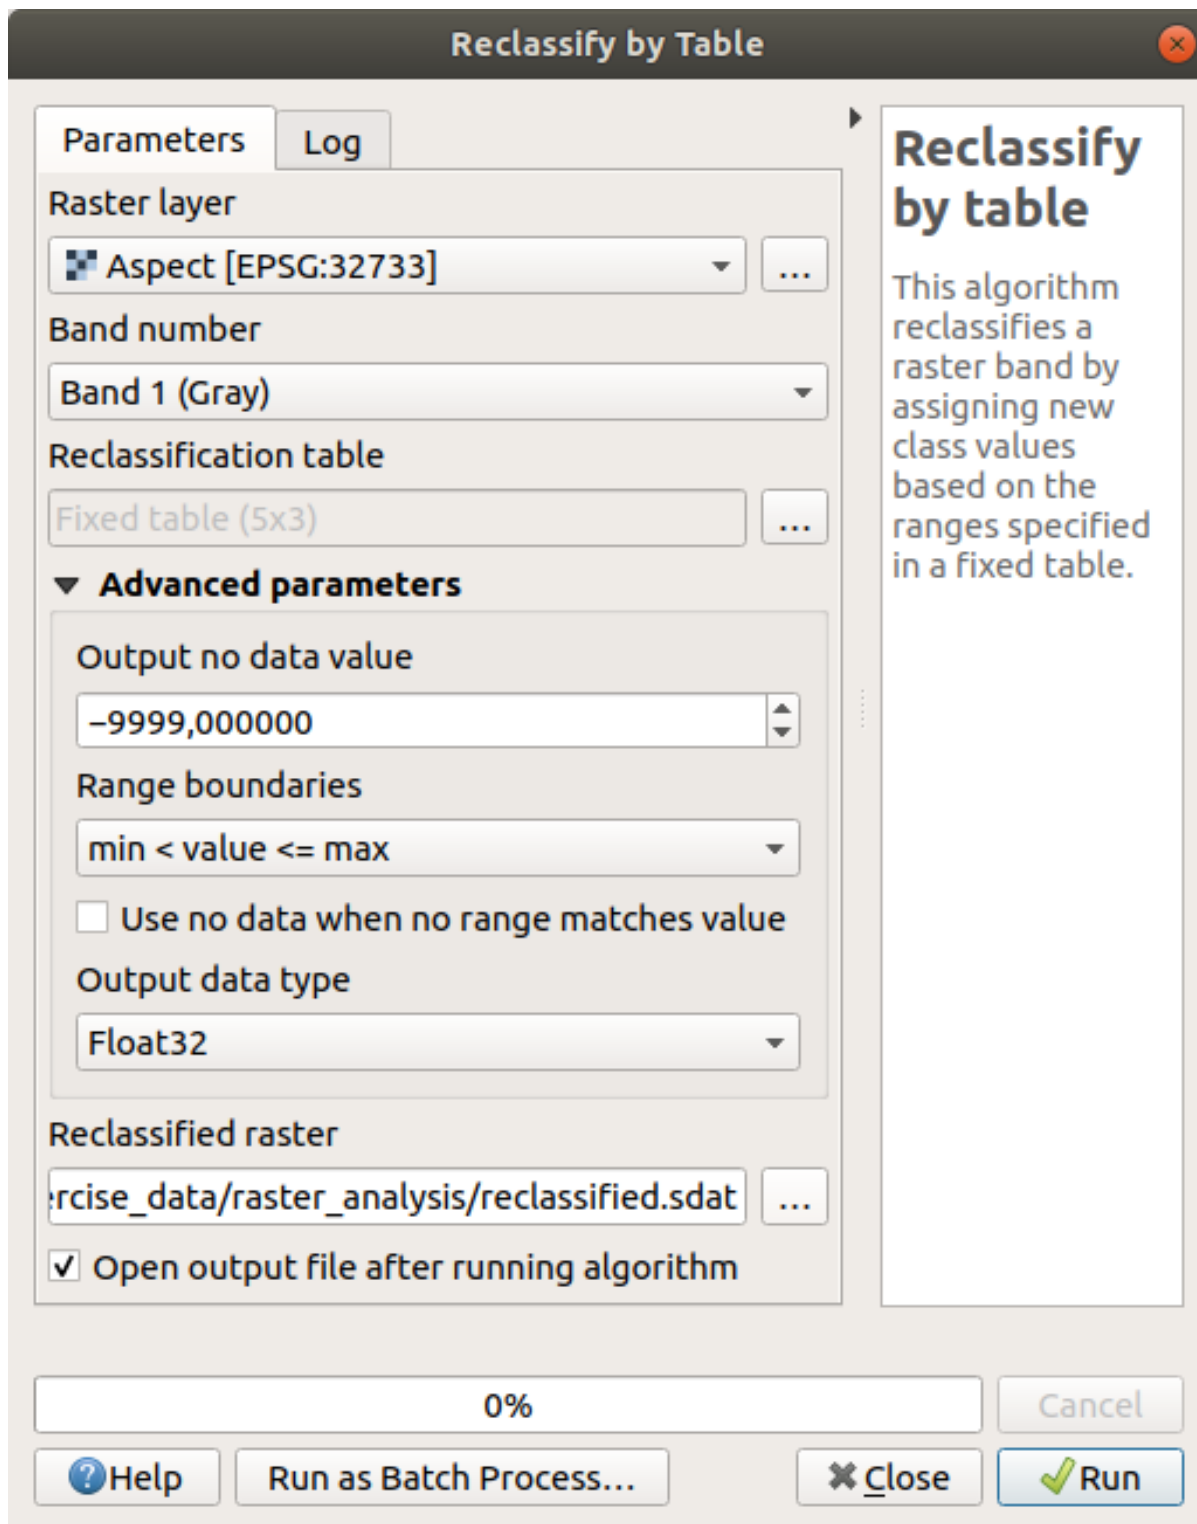 Reclassify by Table
Parameters
Log
Raster layer
Aspect [EPSG:32733]
...
Band number
Band 1 (Gray)
Reclassification table
Fixed table (5x3)
...
Advanced parameters
Output no data value
−9999,000000
Range boundaries
min < value <= max
Use no data when no range matches value
Output data type
Float32
Reclassified raster
ercise_data/raster_analysis/reclassified.sdat
...
Open output file after running algorithm
Reclassify
by table
This algorithm
reclassifies a
raster band by
assigning new
class values
based on the
ranges specified
in a fixed table.
0%
Cancel
Help
Run as Batch Process...
Close
Run